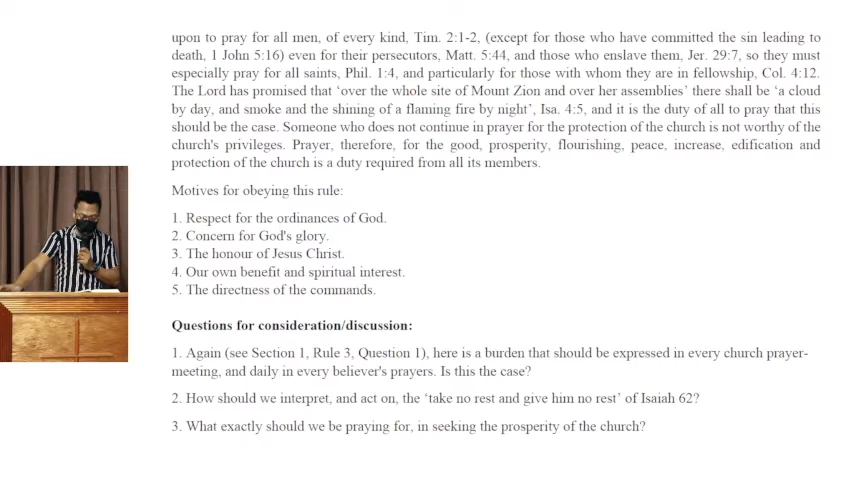 upon to pray for all men, of every kind, Tim. 2:1-2, (except for those who have committed the sin leading to
death, 1 John 5:16) even for their persecutors, Matt. 5:44, and those who enslave them, Jer. 29:7, so they must
especially pray for all saints, Phil. 1:4, and particularly for those with whom they are in fellowship, Col. 4:12.
The Lord has promised that ‘over the whole site of Mount Zion and over her assemblies’ there shall be ‘a cloud
by day, and smoke and the shining of a flaming fire by night’, Isa. 4:5, and it is the duty of all to pray that this
should be the case. Someone who does not continue in prayer for the protection of the church is not worthy of the
church's privileges. Prayer, therefore, for the good, prosperity, flourishing, peace, increase, edification and
protection of the church is a duty required from all its members.
Motives for obeying this rule:
1. Respect for the ordinances of God.
2. Concern for God's glory.
3. The honour of Jesus Christ.
4. Our own benefit and spiritual interest.
5. The directness of the commands.
Questions for consideration/discussion:
1. Again (see Section 1, Rule 3, Question 1), here is a burden that should be expressed in every church prayer-
meeting, and daily in every believer's prayers. Is this the case?
2. How should we interpret, and act on, the ‘take no rest and give him no rest’ of Isaiah 62?
3. What exactly should we be praying for, in seeking the prosperity of the church?